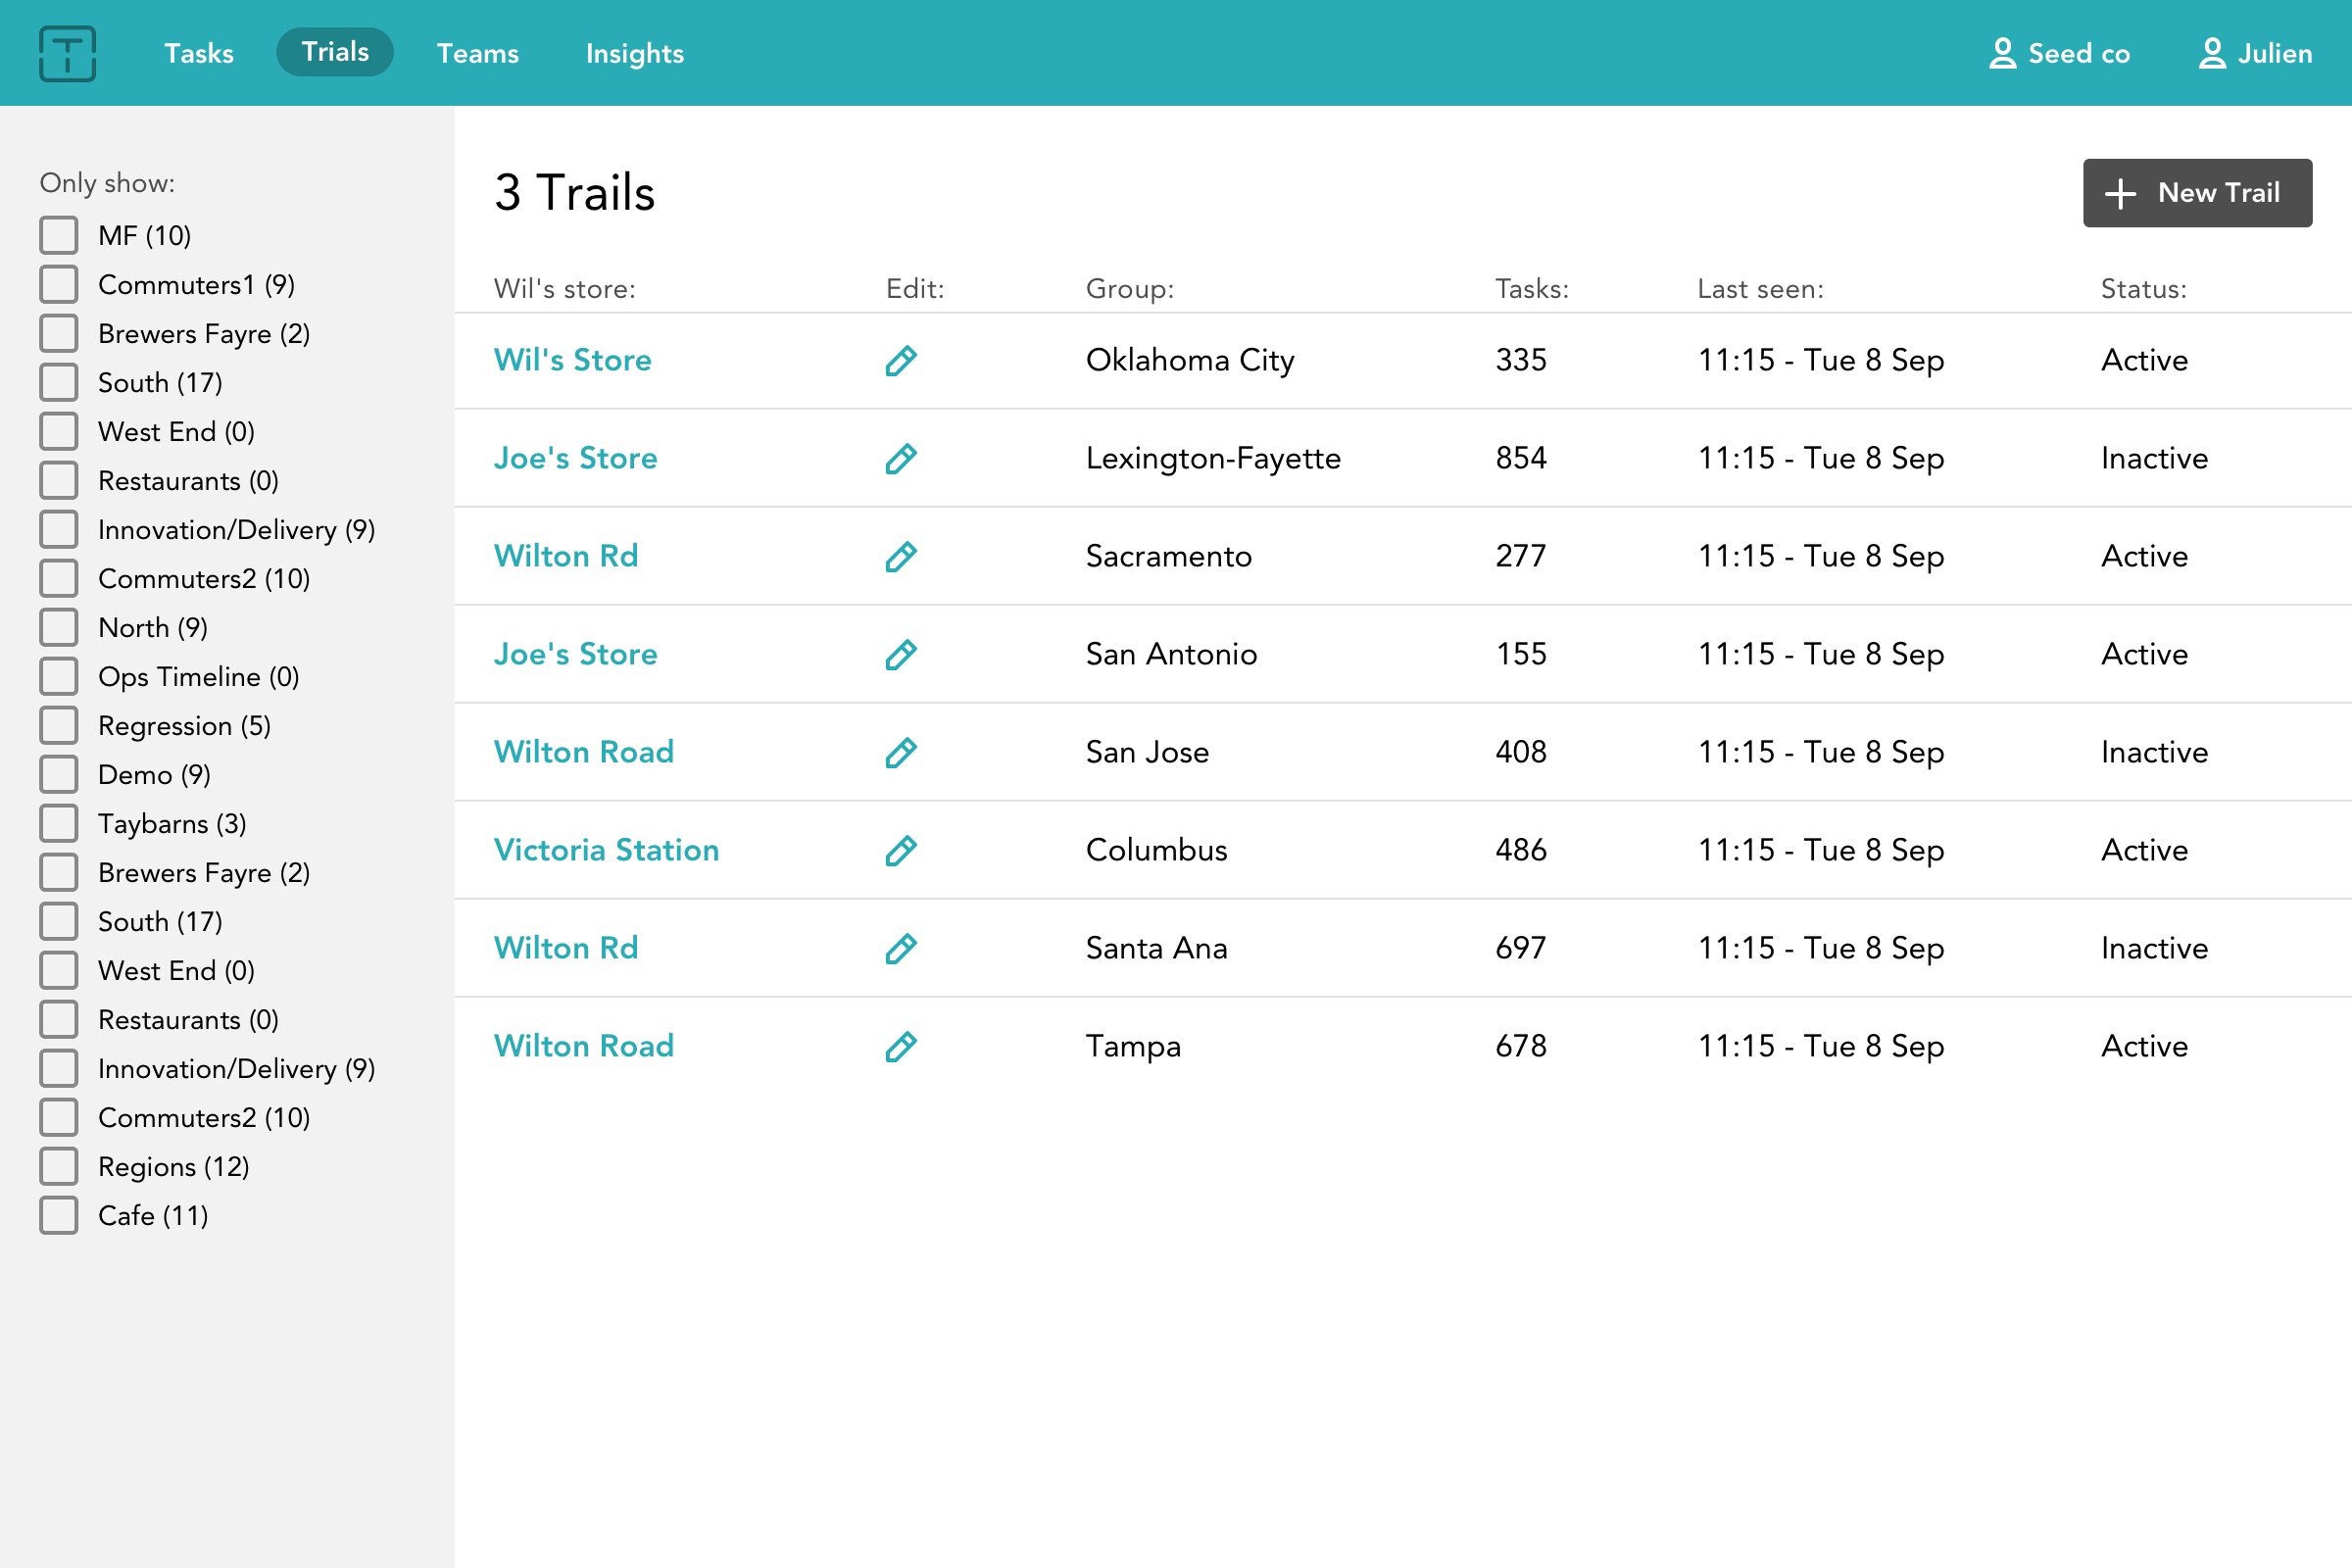 T
Tasks Trials Teams Insights Seed co Julien
Only show:
MF (10)
Commuters1 (9)
Brewers Fayre (2)
South (17)
West End (0)
Restaurants (0)
Innovation/Delivery (9)
Commuters2 (10)
North (9)
Ops Timeline (0)
Regression (5)
Demo (9)
Taybarns (3)
Brewers Fayre (2)
South (17)
West End (0)
Restaurants (0)
Innovation/Delivery (9)
Commuters2 (10)
Regions (12)
Cafe (11)
3 Trails
New Trail
Wil's store: Edit: Group: Tasks: Last seen: Status:
Wil's Store Oklahoma City 335 11:15 - Tue 8 Sep Active
Joe's Store Lexington-Fayette 854 11:15 - Tue 8 Sep Inactive
Wilton Rd Sacramento 277 11:15 - Tue 8 Sep Active
Joe's Store San Antonio 155 11:15 - Tue 8 Sep Active
Wilton Road San Jose 408 11:15 - Tue 8 Sep Inactive
Victoria Station Columbus 486 11:15 - Tue 8 Sep Active
Wilton Rd Santa Ana 697 11:15 - Tue 8 Sep Inactive
Wilton Road Tampa 678 11:15 - Tue 8 Sep Active